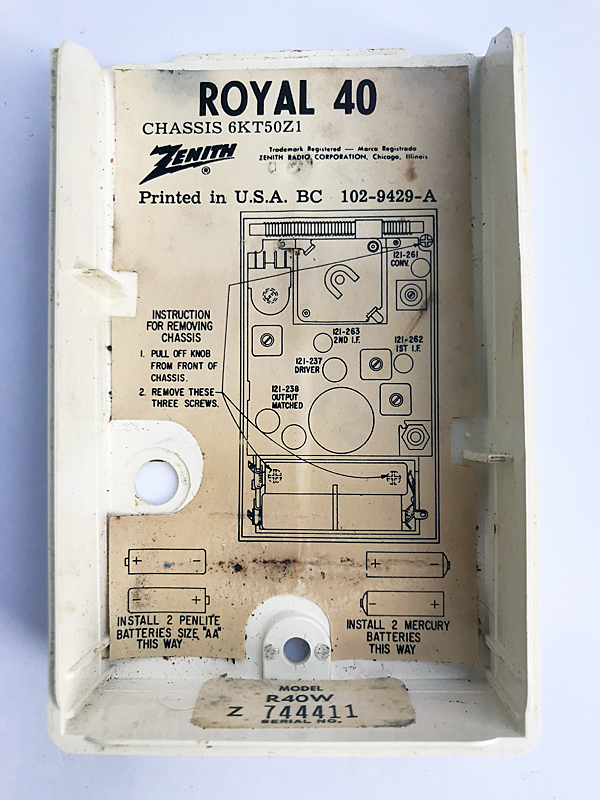 ROYAL 40
CHASSIS 6KT50Z1
ZENITH
®
Trademark Registered — Marca Registrada
ZENITH RADIO CORPORATION, Chicago, Illinois
Printed in U.S.A. BC 102-9429-A
121-261
CONV.
INSTRUCTION
FOR REMOVING
CHASSIS
1. PULL OFF KNOB
FROM FRONT OF
CHASSIS.
2. REMOVE THESE
THREE SCREWS.
121-263
2ND I.F.
121-262
1ST I.F.
121-237
DRIVER
121-238
OUTPUT
MATCHED
+ −
− +
INSTALL 2 PENLITE
BATTERIES SIZE "AA"
THIS WAY
+ −
− +
INSTALL 2 MERCURY
BATTERIES
THIS WAY
MODEL
R40W
Z 744411
SERIAL NO.